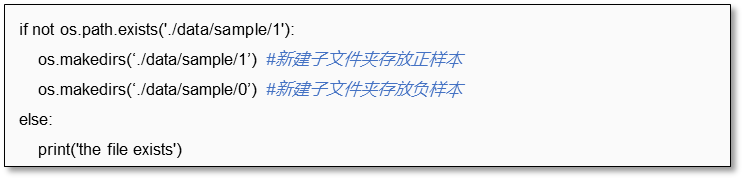 if not os.path.exists('./data/sample/1'):
os.makedirs(‘./data/sample/1’) #新建子文件夹存放正样本
os.makedirs(‘./data/sample/0’) #新建子文件夹存放负样本
else:
print('the file exists')